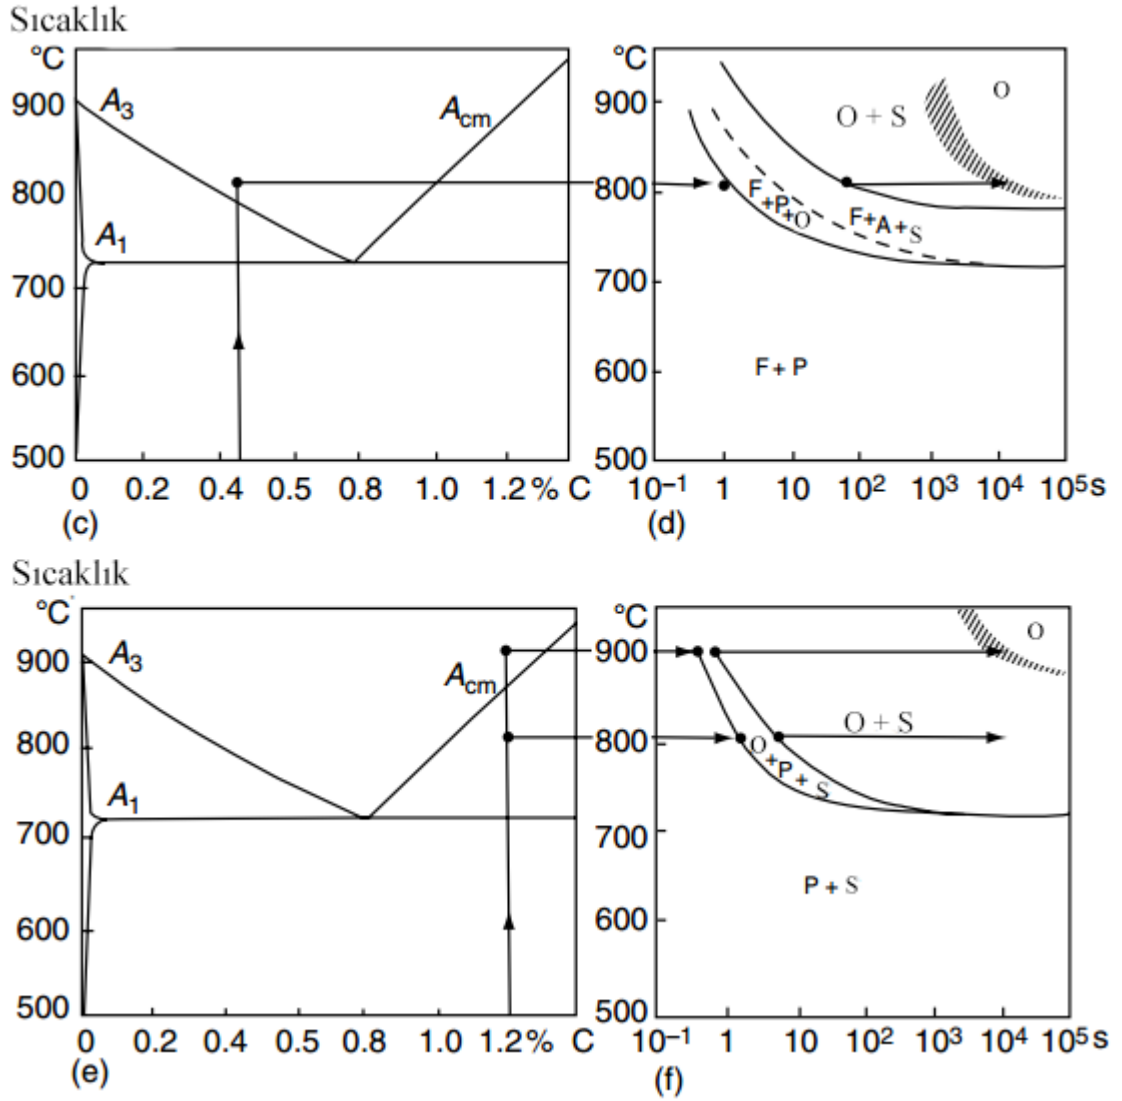 Sıcaklık
°C
900
800
700
600
500
A3
Acm
A1
0 0.2 0.4 0.5 0.8 1.0 1.2 % C
(c)
°C
900
800
700
600
500
O
O + S
F+P+O
F+A+S
F + P
10⁻¹ 1 10 10² 10³ 10⁴ 10⁵ s
(d)
Sıcaklık
°C
900
800
700
600
500
A3
Acm
A1
0 0.2 0.4 0.8 0.8 1.0 1.2 % C
(e)
°C
900
800
700
600
500
O
O + S
O+P+S
P + S
10⁻¹ 1 10 10² 10³ 10⁴ 10⁵ s
(f)